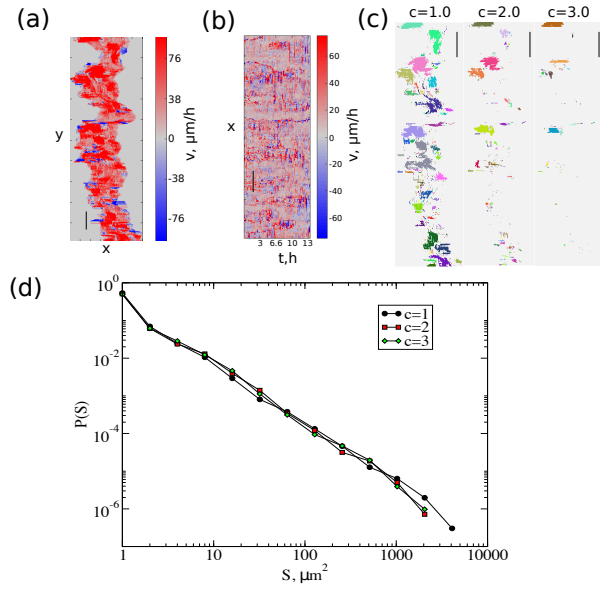 (a)
96
38
0
-38
-76
v, μm/h
y
x
(b)
60
40
20
0
-20
-40
-60
v, μm/h
x
3 6.6 10 13
t,h
(c)
c=1.0 c=2.0 c=3.0
(d)
10^0
10^-2
10^-4
10^-6
P(S)
c=1
c=2
c=3
1 10 100 1000 10000
S, μm^2